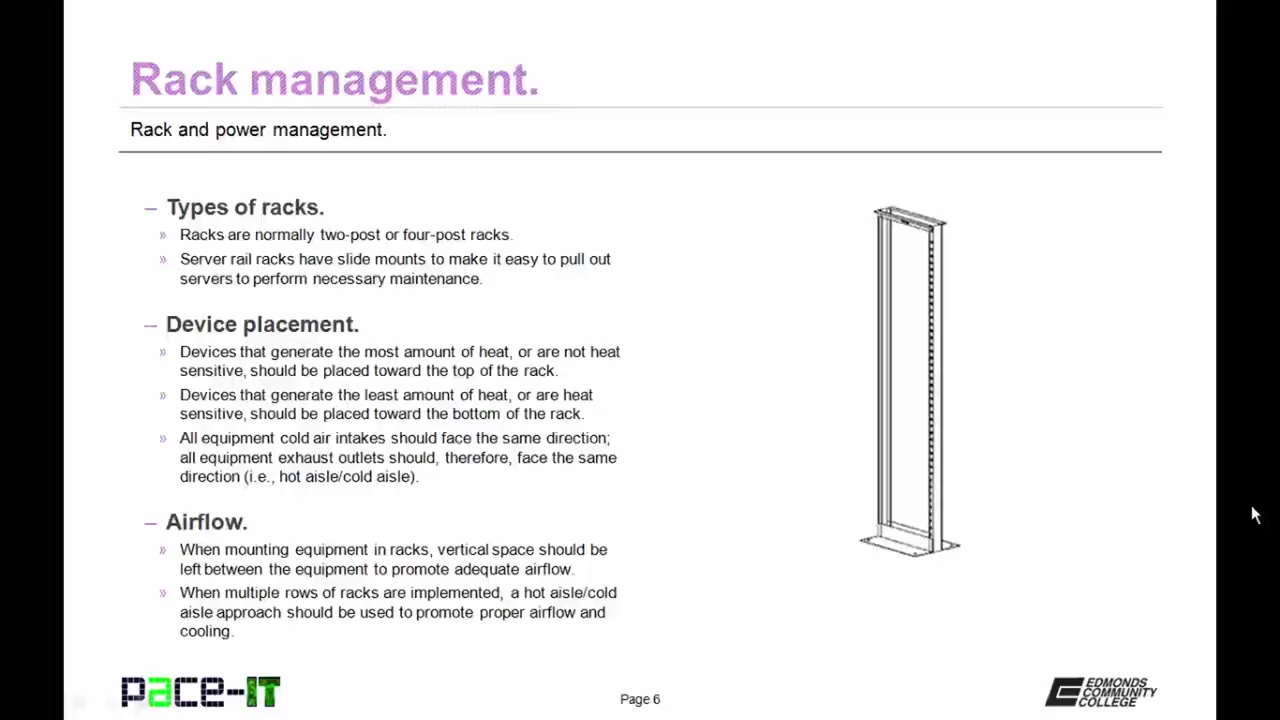 Rack management.
Rack and power management.
– Types of racks.
» Racks are normally two-post or four-post racks.
» Server rail racks have slide mounts to make it easy to pull out
servers to perform necessary maintenance.
– Device placement.
» Devices that generate the most amount of heat, or are not heat
sensitive, should be placed toward the top of the rack.
» Devices that generate the least amount of heat, or are heat
sensitive, should be placed toward the bottom of the rack.
» All equipment cold air intakes should face the same direction;
all equipment exhaust outlets should, therefore, face the same
direction (i.e., hot aisle/cold aisle).
– Airflow.
» When mounting equipment in racks, vertical space should be
left between the equipment to promote adequate airflow.
» When multiple rows of racks are implemented, a hot aisle/cold
aisle approach should be used to promote proper airflow and
cooling.
pace-IT
Page 6
EDMONDS
COMMUNITY
COLLEGE